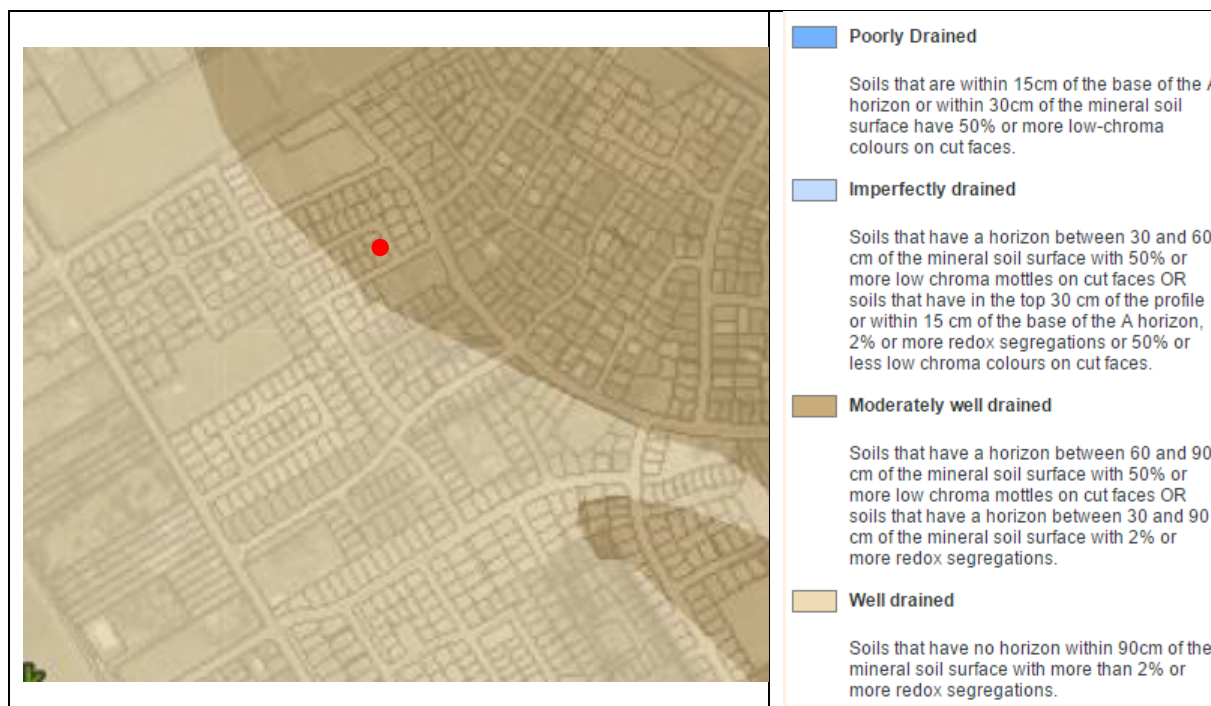 Poorly Drained
Soils that are within 15cm of the base of the A
horizon or within 30cm of the mineral soil
surface have 50% or more low-chroma
colours on cut faces.
Imperfectly drained
Soils that have a horizon between 30 and 60
cm of the mineral soil surface with 50% or
more low chroma mottles on cut faces OR
soils that have in the top 30 cm of the profile
or within 15 cm of the base of the A horizon,
2% or more redox segregations or 50% or
less low chroma colours on cut faces.
Moderately well drained
Soils that have a horizon between 60 and 90
cm of the mineral soil surface with 50% or
more low chroma mottles on cut faces OR
soils that have a horizon between 30 and 90
cm of the mineral soil surface with 2% or
more redox segregations.
Well drained
Soils that have no horizon within 90cm of the
mineral soil surface with more than 2% or
more redox segregations.